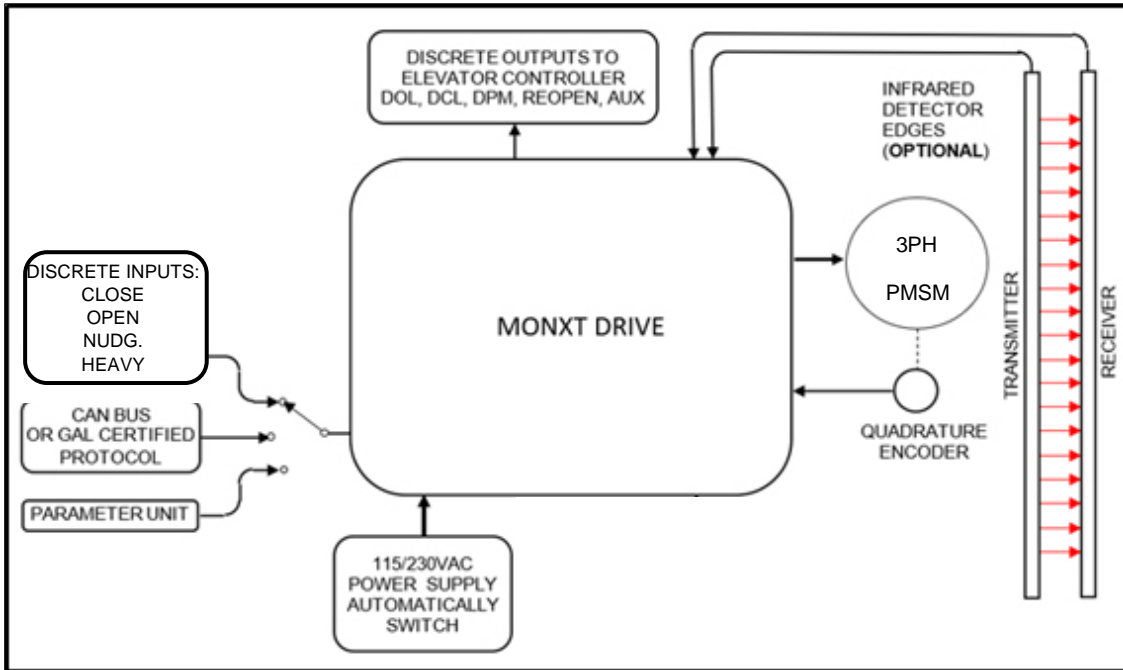 DISCRETE OUTPUTS TO
ELEVATOR CONTROLLER
DOL, DCL, DPM, REOPEN, AUX
INFRARED
DETECTOR
EDGES
(OPTIONAL)
DISCRETE INPUTS:
CLOSE
OPEN
NUDG.
HEAVY
MONXT DRIVE
3PH
PMSM
TRANSMITTER
RECEIVER
CAN BUS
OR GAL CERTIFIED
PROTOCOL
QUADRATURE
ENCODER
PARAMETER UNIT
115/230VAC
POWER SUPPLY
AUTOMATICALLY
SWITCH